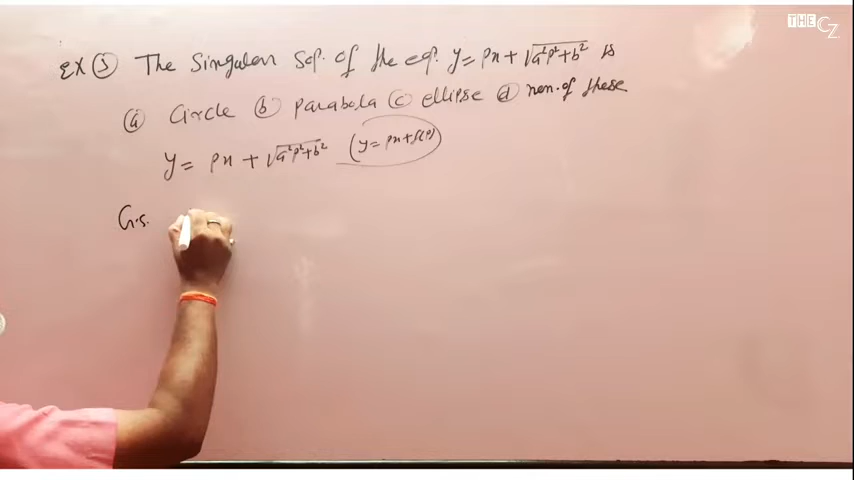 THE CZ
Ex (5) The Singular Sol. of the eq. y = px + √a²p²+b² is
(a) Circle (b) parabola (c) ellipse (d) non. of these
y = px + √a²p²+b² (y = px + f(p))
G.s.